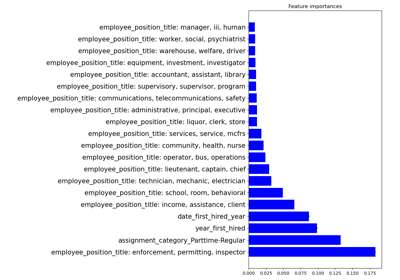 Feature importances
employee_position_title: manager, iii, human
employee_position_title: worker, social, psychiatrist
employee_position_title: warehouse, welfare, driver
employee_position_title: equipment, investment, investigator
employee_position_title: accountant, assistant, library
employee_position_title: supervisory, supervisor, program
employee_position_title: communications, telecommunications, safety
employee_position_title: administrative, principal, executive
employee_position_title: liquor, clerk, store
employee_position_title: services, service, mcfrs
employee_position_title: community, health, nurse
employee_position_title: operator, bus, operations
employee_position_title: lieutenant, captain, chief
employee_position_title: technician, mechanic, electrician
employee_position_title: school, room, behavioral
employee_position_title: income, assistance, client
date_first_hired_year
year_first_hired
assignment_category_Parttime-Regular
employee_position_title: enforcement, permitting, inspector
0.000 0.025 0.050 0.075 0.100 0.125 0.150 0.175